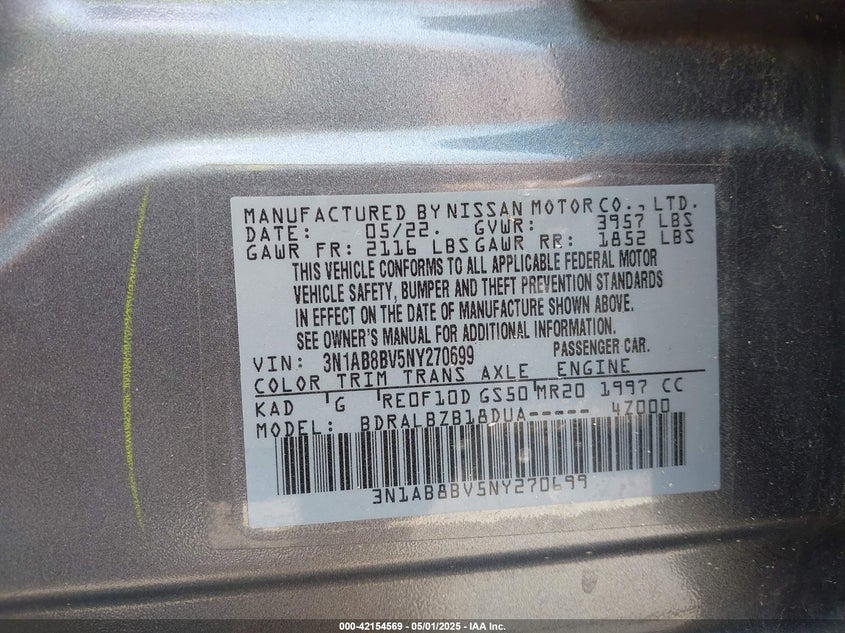 MANUFACTURED BY NISSAN MOTOR CO., LTD.
DATE: 05/22. GVWR: 3957 LBS
GAWR FR: 2116 LBS GAWR RR: 1852 LBS
THIS VEHICLE CONFORMS TO ALL APPLICABLE FEDERAL MOTOR
VEHICLE SAFETY, BUMPER AND THEFT PREVENTION STANDARDS
IN EFFECT ON THE DATE OF MANUFACTURE SHOWN ABOVE.
SEE OWNER'S MANUAL FOR ADDITIONAL INFORMATION.
VIN: 3N1AB8BV5NY270699 PASSENGER CAR.
COLOR TRIM TRANS AXLE ENGINE
KAD G RE0F10D GS50 MR20 1997 CC
MODEL: BDRALBZB18DUA----- 4Z000
3N1AB8BV5NY270699
000-42154569 — 05/01/2025 — IAA Inc.